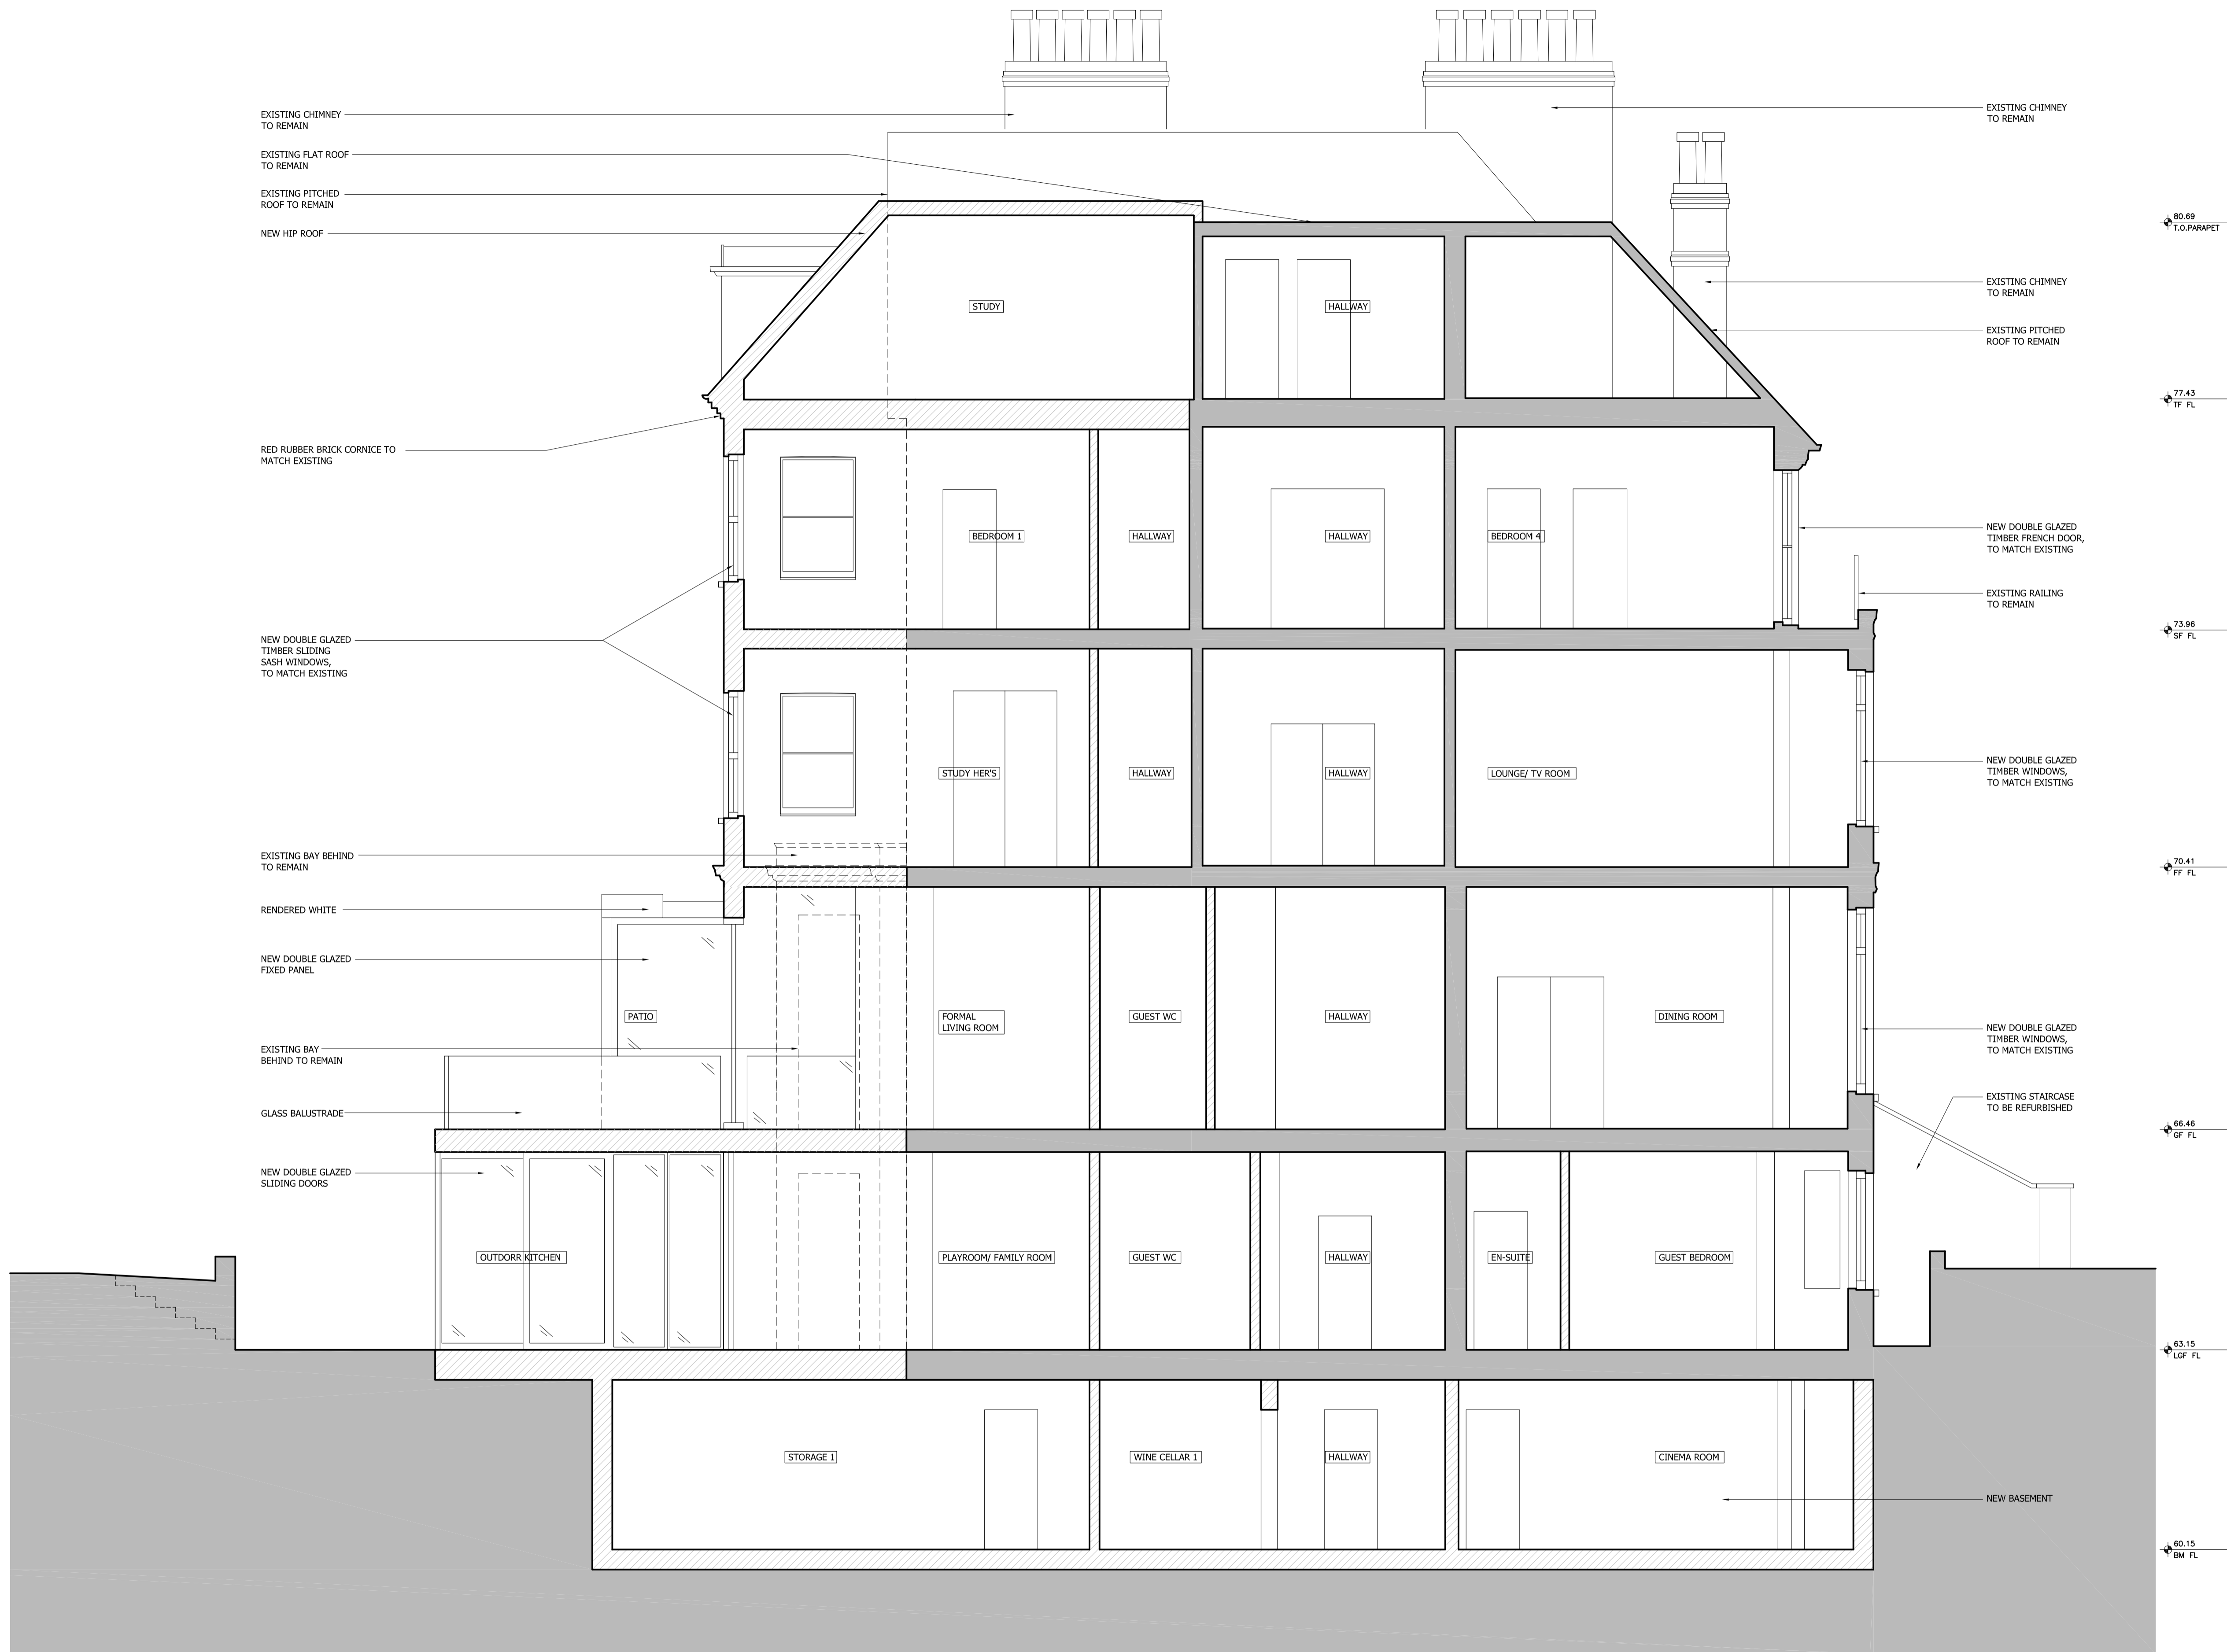 EXISTING CHIMNEY
TO REMAIN
EXISTING FLAT ROOF
TO REMAIN
EXISTING PITCHED
ROOF TO REMAIN
NEW HIP ROOF
RED RUBBER BRICK CORNICE TO
MATCH EXISTING
NEW DOUBLE GLAZED
TIMBER SLIDING
SASH WINDOWS,
TO MATCH EXISTING
EXISTING BAY BEHIND
TO REMAIN
RENDERED WHITE
NEW DOUBLE GLAZED
FIXED PANEL
EXISTING BAY
BEHIND TO REMAIN
GLASS BALUSTRADE
NEW DOUBLE GLAZED
SLIDING DOORS
STUDY
HALLWAY
BEDROOM 1
HALLWAY
HALLWAY
BEDROOM 4
STUDY HER'S
HALLWAY
HALLWAY
LOUNGE/ TV ROOM
PATIO
FORMAL
LIVING ROOM
GUEST WC
HALLWAY
DINING ROOM
OUTDORR KITCHEN
PLAYROOM/ FAMILY ROOM
GUEST WC
HALLWAY
EN-SUITE
GUEST BEDROOM
STORAGE 1
WINE CELLAR 1
HALLWAY
CINEMA ROOM
EXISTING CHIMNEY
TO REMAIN
EXISTING CHIMNEY
TO REMAIN
EXISTING PITCHED
ROOF TO REMAIN
NEW DOUBLE GLAZED
TIMBER FRENCH DOOR,
TO MATCH EXISTING
EXISTING RAILING
TO REMAIN
NEW DOUBLE GLAZED
TIMBER WINDOWS,
TO MATCH EXISTING
NEW DOUBLE GLAZED
TIMBER WINDOWS,
TO MATCH EXISTING
EXISTING STAIRCASE
TO BE REFURBISHED
NEW BASEMENT
80.69
T.O.PARAPET
77.43
TF FL
73.96
SF FL
70.41
FF FL
66.46
GF FL
63.15
LGF FL
60.15
BM FL